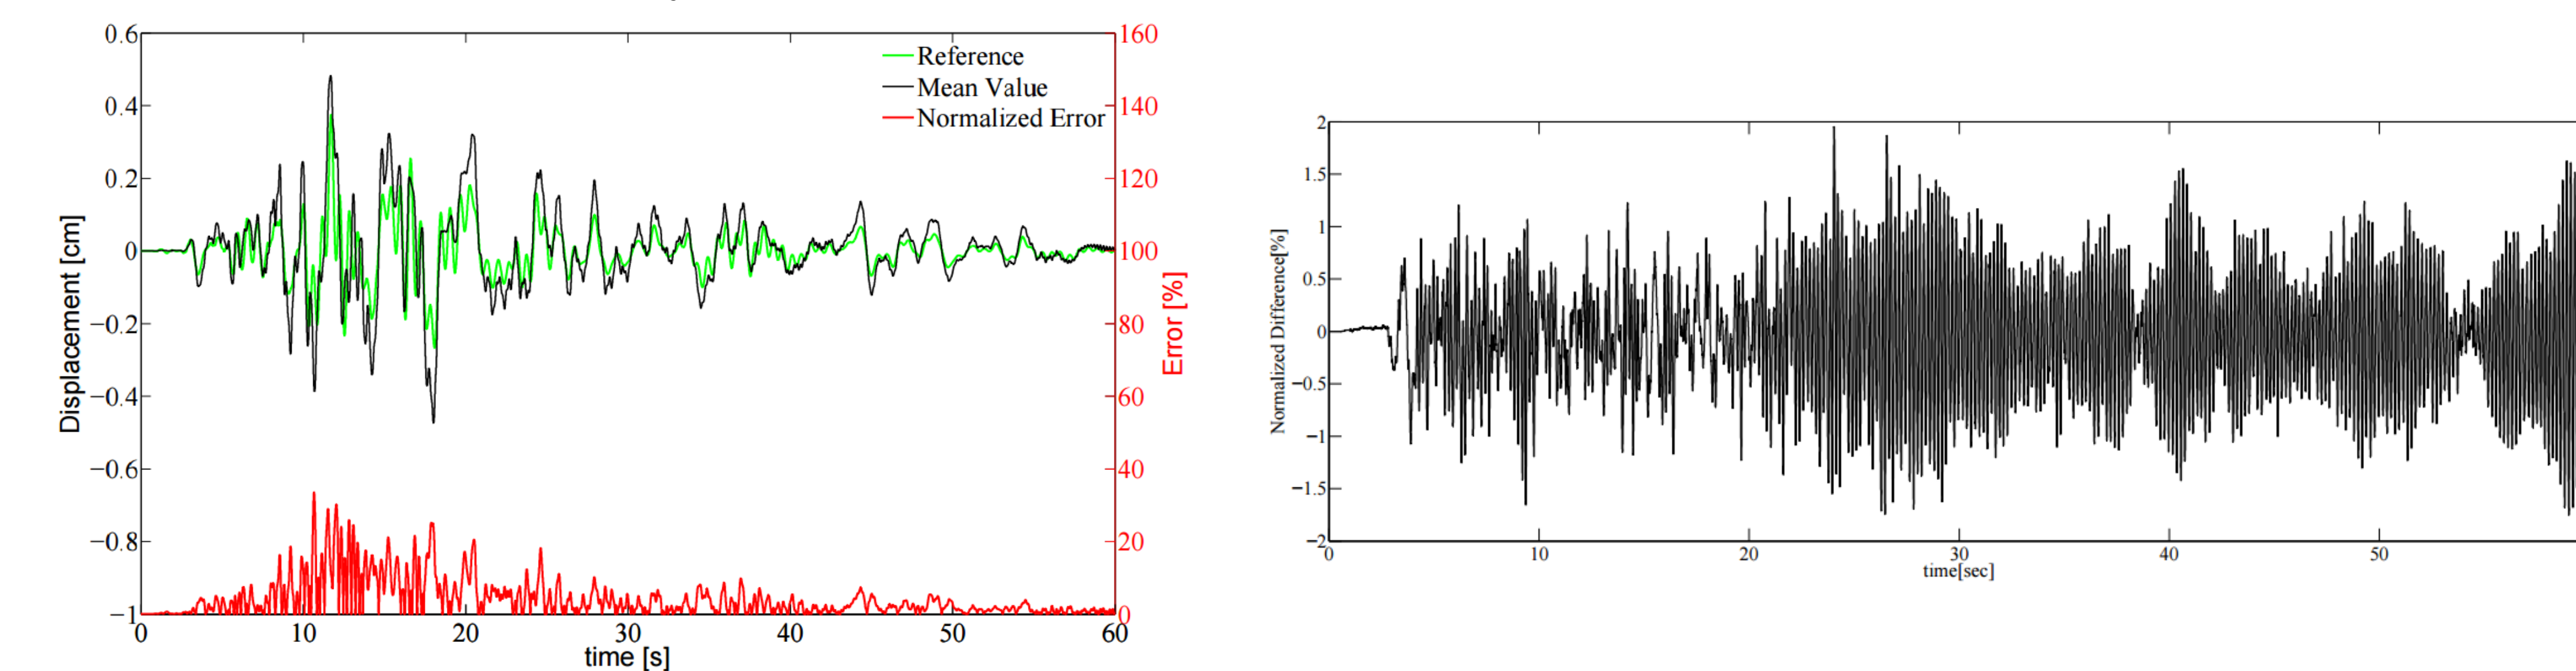 0.6
0.4
0.2
0
−0.2
−0.4
−0.6
−0.8
−1
Displacement [cm]
0 10 20 30 40 50 60
time [s]
Reference
Mean Value
Normalized Error
160
140
120
100
80
60
40
20
0
Error [%]
2
1.5
1
0.5
0
−0.5
−1
−1.5
−2
Normalized Difference[%]
0 10 20 30 40 50
time[sec]